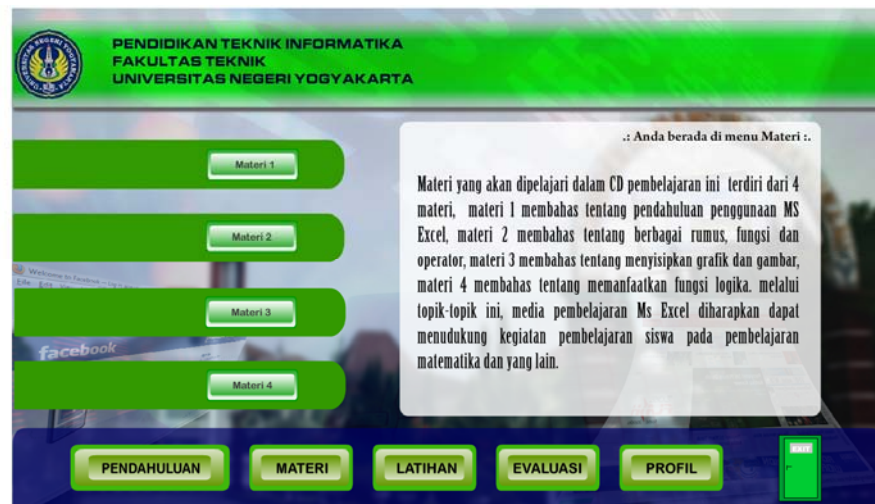 PENDIDIKAN TEKNIK INFORMATIKA
FAKULTAS TEKNIK
UNIVERSITAS NEGERI YOGYAKARTA
.: Anda berada di menu Materi :.
Materi 1
Materi 2
Materi 3
Materi 4
Materi yang akan dipelajari dalam CD pembelajaran ini terdiri dari 4
materi, materi 1 membahas tentang pendahuluan penggunaan MS
Excel, materi 2 membahas tentang berbagai rumus, fungsi dan
operator, materi 3 membahas tentang menyisipkan grafik dan gambar,
materi 4 membahas tentang memanfaatkan fungsi logika. melalui
topik-topik ini, media pembelajaran Ms Excel diharapkan dapat
menudukung kegiatan pembelajaran siswa pada pembelajaran
matematika dan yang lain.
facebook
PENDAHULUAN
MATERI
LATIHAN
EVALUASI
PROFIL
EXIT